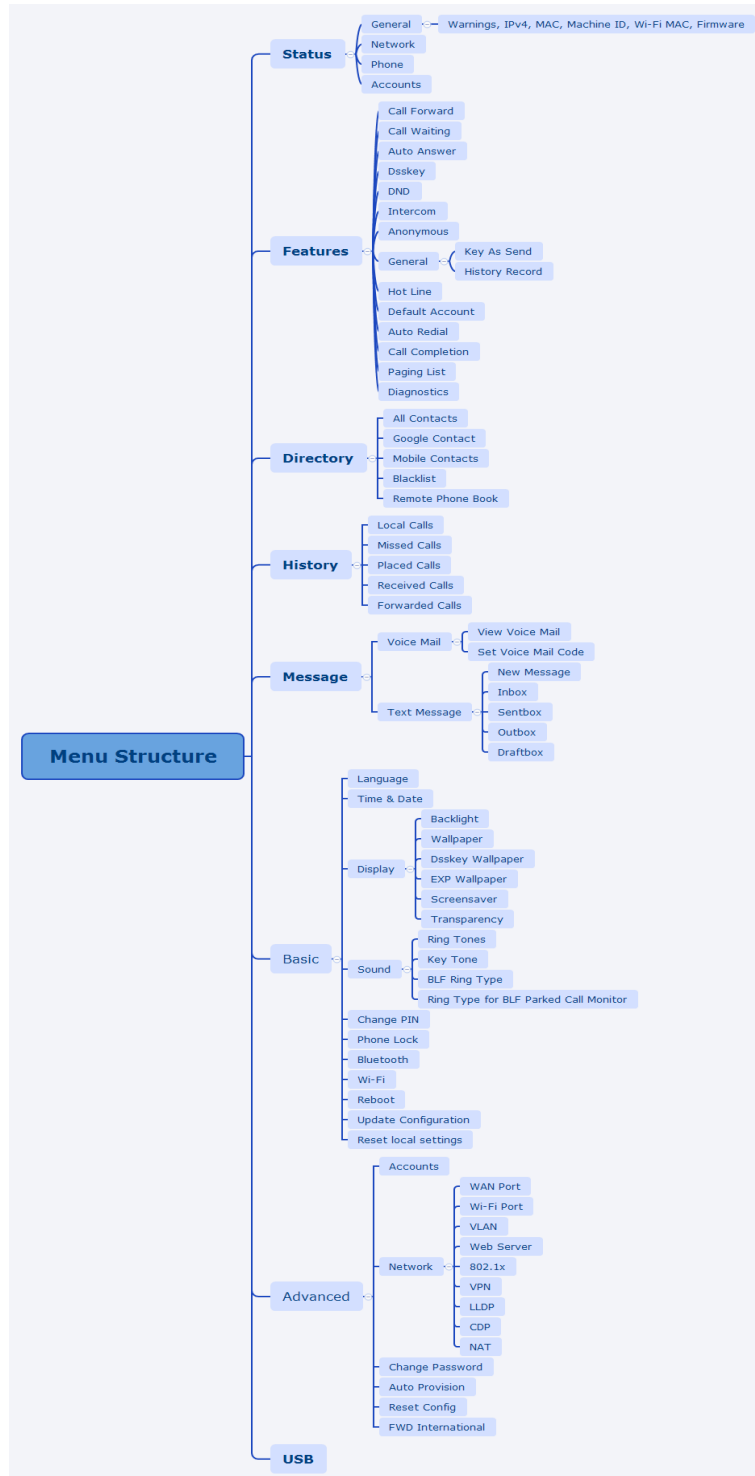 Menu Structure
Status
General
Warnings, IPv4, MAC, Machine ID, Wi-Fi MAC, Firmware
Network
Phone
Accounts
Features
Call Forward
Call Waiting
Auto Answer
Dsskey
DND
Intercom
Anonymous
General
Key As Send
History Record
Hot Line
Default Account
Auto Redial
Call Completion
Paging List
Diagnostics
Directory
All Contacts
Google Contact
Mobile Contacts
Blacklist
Remote Phone Book
History
Local Calls
Missed Calls
Placed Calls
Received Calls
Forwarded Calls
Message
Voice Mail
View Voice Mail
Set Voice Mail Code
Text Message
New Message
Inbox
Sentbox
Outbox
Draftbox
Basic
Language
Time & Date
Display
Backlight
Wallpaper
Dsskey Wallpaper
EXP Wallpaper
Screensaver
Transparency
Sound
Ring Tones
Key Tone
BLF Ring Type
Ring Type for BLF Parked Call Monitor
Change PIN
Phone Lock
Bluetooth
Wi-Fi
Reboot
Update Configuration
Reset local settings
Advanced
Accounts
Network
WAN Port
Wi-Fi Port
VLAN
Web Server
802.1x
VPN
LLDP
CDP
NAT
Change Password
Auto Provision
Reset Config
FWD International
USB